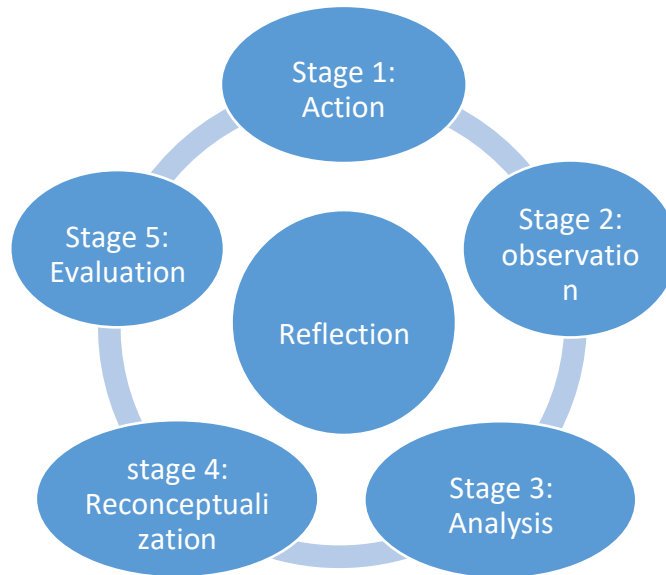 Stage 1:
Action
Stage 2:
observatio
n
Stage 3:
Analysis
stage 4:
Reconceptuali
zation
Stage 5:
Evaluation
Reflection